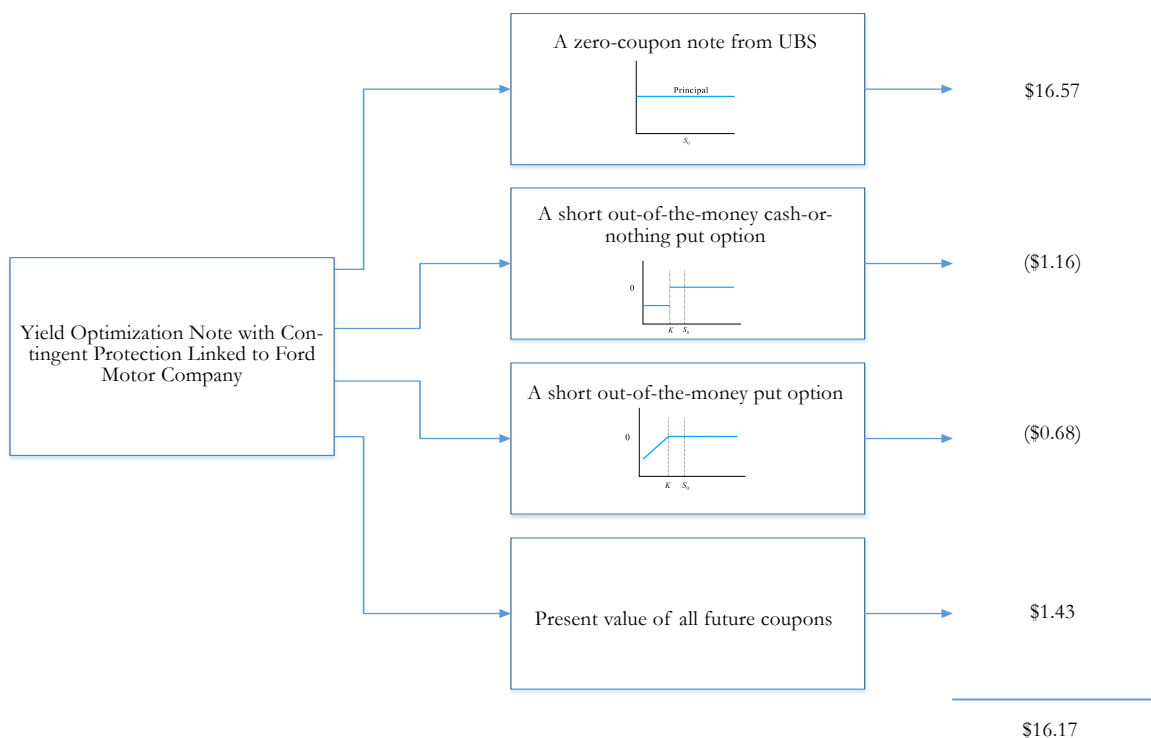 A zero-coupon note from UBS
Principal
S₀
$16.57
A short out-of-the-money cash-or-
nothing put option
0
K S₀
($1.16)
Yield Optimization Note with Con-
tingent Protection Linked to Ford
Motor Company
A short out-of-the-money put option
0
K S₀
($0.68)
Present value of all future coupons
$1.43
$16.17